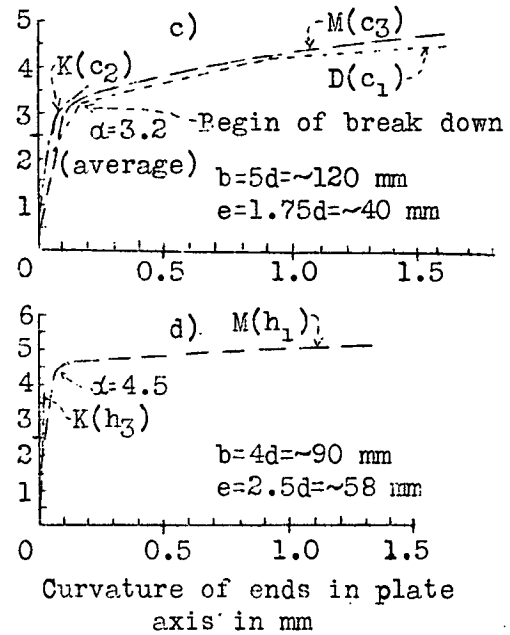 5
c)
M(c3)
4
K(c2)
D(c1)
3
α=3.2
Begin of break down
2
(average)
b=5d=~120 mm
1
e=1.75d=~40 mm
0
0.5
1.0
1.5
6
d)
M(h1)
5
4
α=4.5
3
K(h3)
2
b=4d=~90 mm
1
e=2.5d=~58 mm
0
0.5
1.0
1.5
Curvature of ends in plate
axis in mm